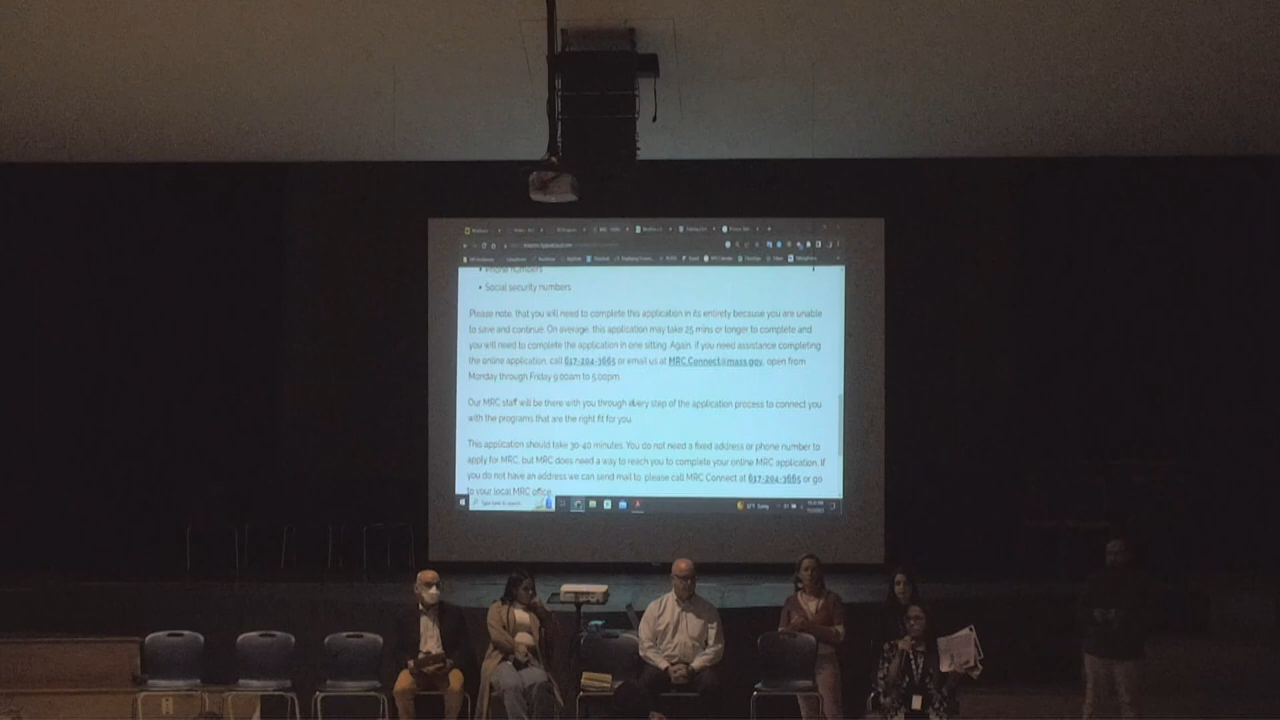 • Phone numbers
• Social security numbers
Please note, that you will need to complete this application in its entirety because you are unable
to save and continue. On average, this application may take 25 mins or longer to complete and
you will need to complete the application in one sitting. Again, if you need assistance completing
the online application, call 617-204-3665 or email us at MRC.Connect@mass.gov, open from
Monday through Friday 9:00am to 5:00pm.
Our MRC staff will be there with you through every step of the application process to connect you
with the programs that are the right fit for you.
This application should take 30-40 minutes. You do not need a fixed address or phone number to
apply for MRC, but MRC does need a way to reach you to complete your online MRC application. If
you do not have an address we can send mail to, please call MRC Connect at 617-204-3665 or go
to your local MRC office.
Type here to search
Sunny